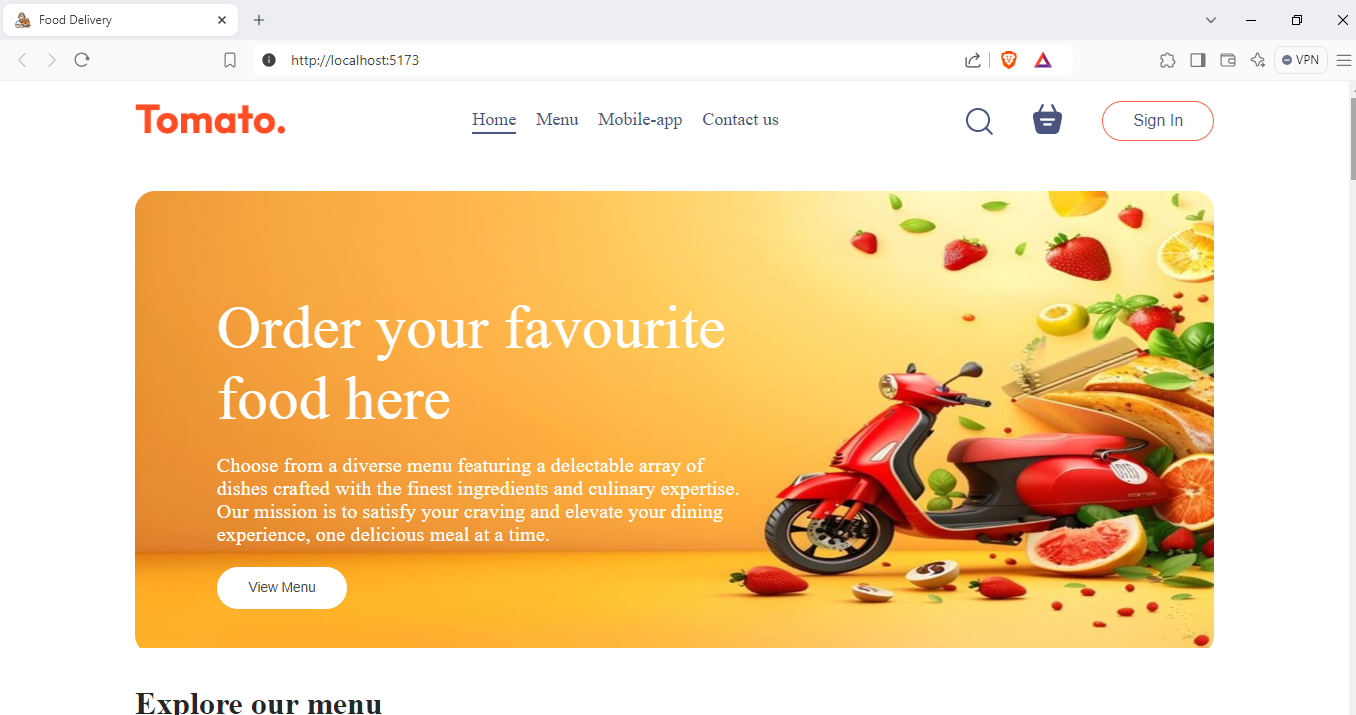 Food Delivery
http://localhost:5173
VPN
Tomato.
Home Menu Mobile-app Contact us
Sign In
Order your favourite
food here
Choose from a diverse menu featuring a delectable array of
dishes crafted with the finest ingredients and culinary expertise.
Our mission is to satisfy your craving and elevate your dining
experience, one delicious meal at a time.
View Menu
Explore our menu